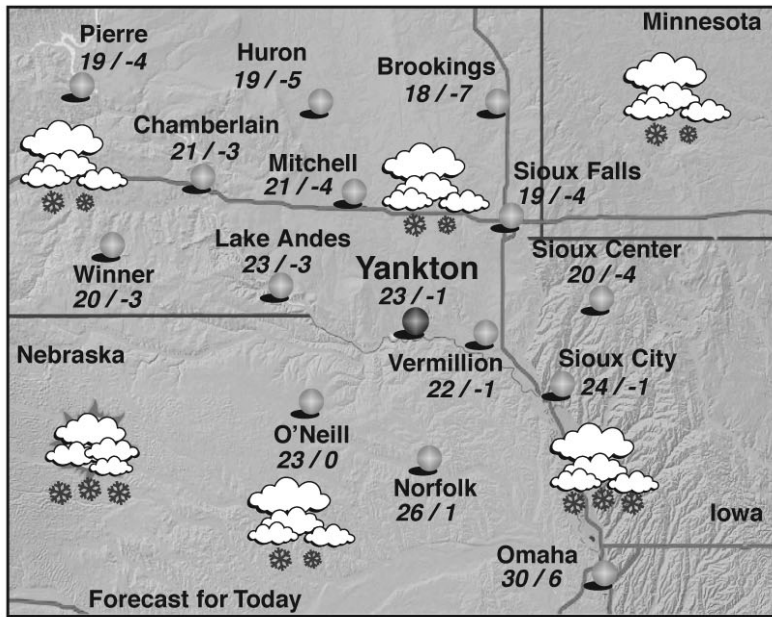 Minnesota
Pierre
19 / -4
Huron
19 / -5
Brookings
18 / -7
Chamberlain
21 / -3
Mitchell
21 / -4
Sioux Falls
19 / -4
Winner
20 / -3
Lake Andes
23 / -3
Yankton
23 / -1
Sioux Center
20 / -4
Nebraska
Vermillion
22 / -1
Sioux City
24 / -1
O'Neill
23 / 0
Norfolk
26 / 1
Iowa
Omaha
30 / 6
Forecast for Today